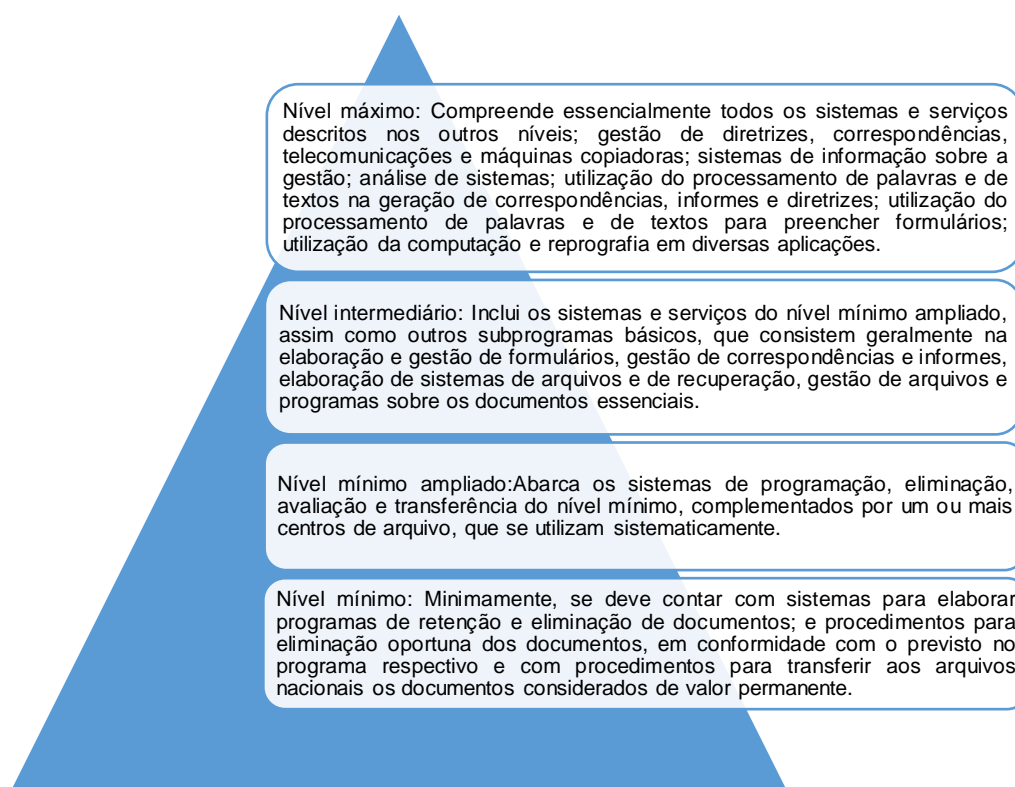 Nível máximo: Compreende essencialmente todos os sistemas e serviços
descritos nos outros níveis; gestão de diretrizes, correspondências,
telecomunicações e máquinas copiadoras; sistemas de informação sobre a
gestão; análise de sistemas; utilização do processamento de palavras e de
textos na geração de correspondências, informes e diretrizes; utilização do
processamento de palavras e de textos para preencher formulários;
utilização da computação e reprografia em diversas aplicações.
Nível intermediário: Inclui os sistemas e serviços do nível mínimo ampliado,
assim como outros subprogramas básicos, que consistem geralmente na
elaboração e gestão de formulários, gestão de correspondências e informes,
elaboração de sistemas de arquivos e de recuperação, gestão de arquivos e
programas sobre os documentos essenciais.
Nível mínimo ampliado:Abarca os sistemas de programação, eliminação,
avaliação e transferência do nível mínimo, complementados por um ou mais
centros de arquivo, que se utilizam sistematicamente.
Nível mínimo: Minimamente, se deve contar com sistemas para elaborar
programas de retenção e eliminação de documentos; e procedimentos para
eliminação oportuna dos documentos, em conformidade com o previsto no
programa respectivo e com procedimentos para transferir aos arquivos
nacionais os documentos considerados de valor permanente.